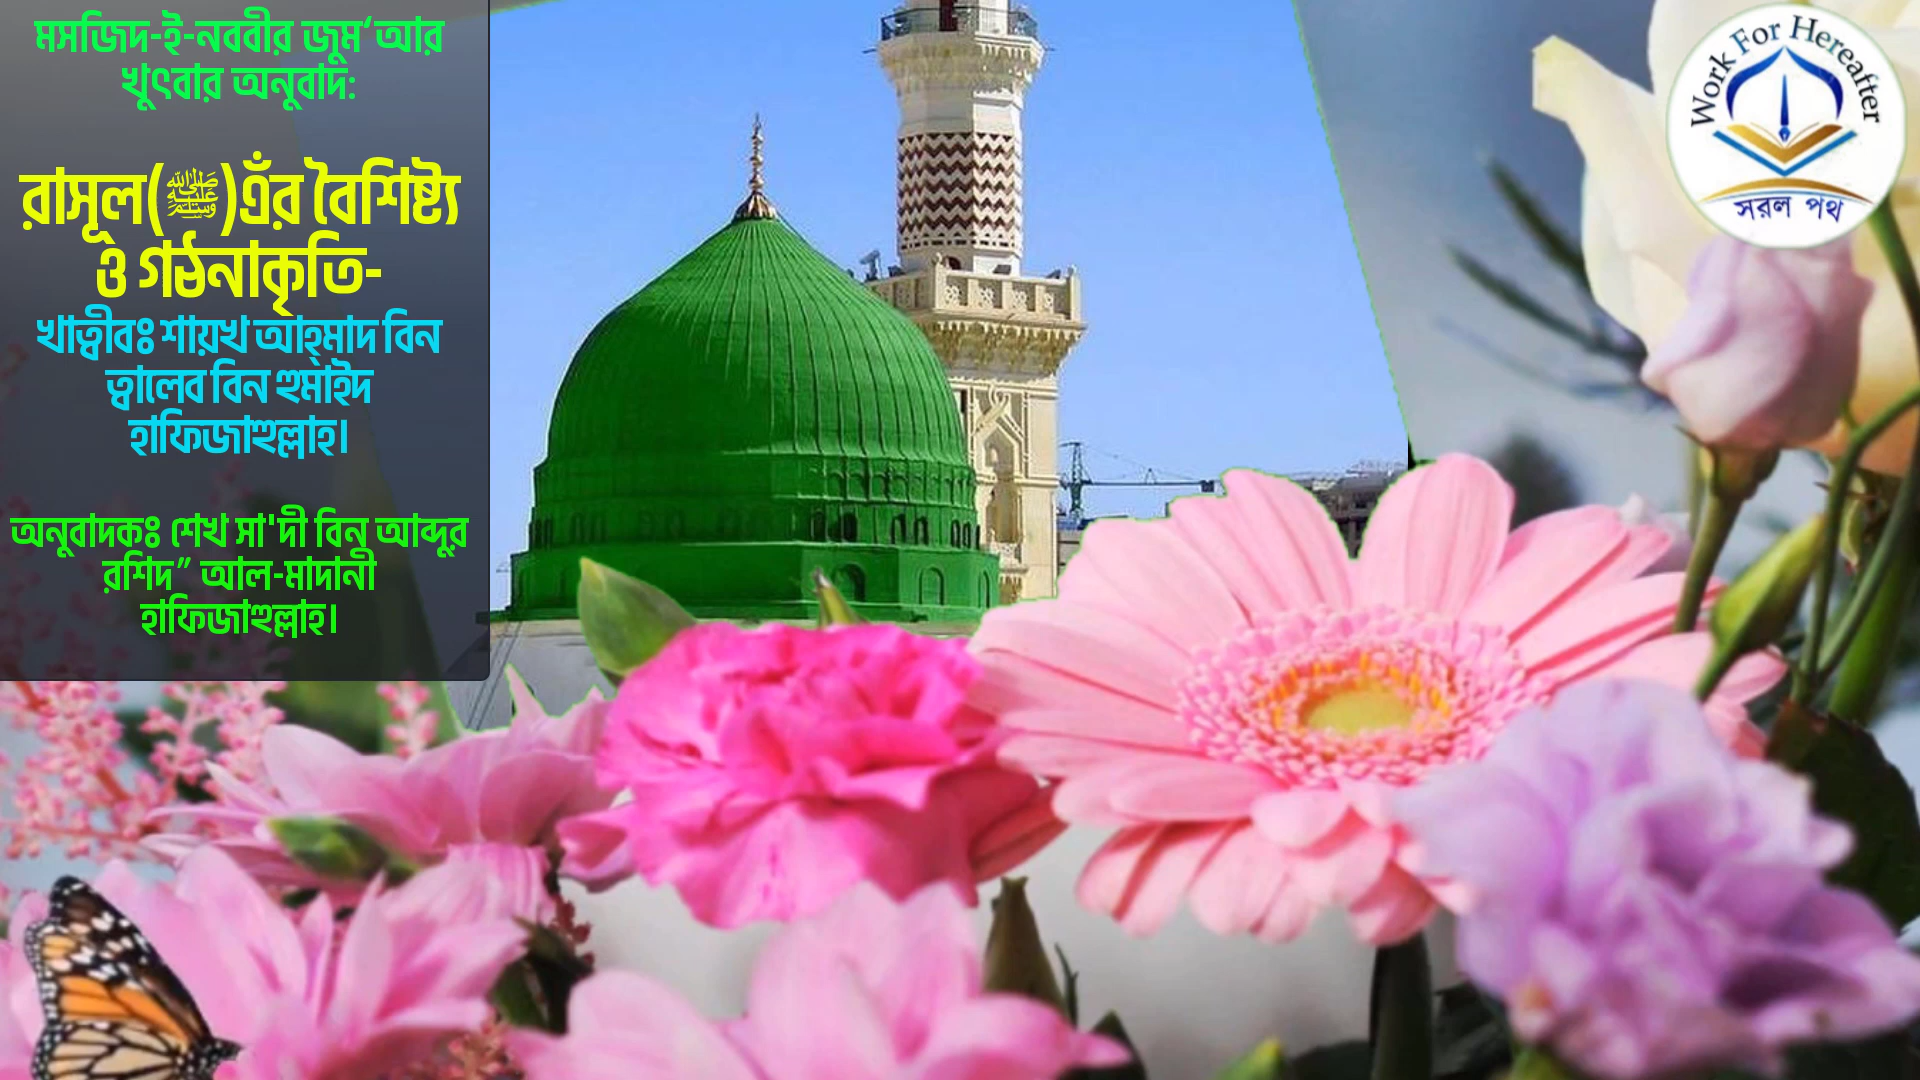 মসজিদ-ই-নববীর জুম‘আর
খুৎবার অনুবাদ:
রাসূল(ﷺ)এঁর বৈশিষ্ট্য
ও গঠনাকৃতি-
খাত্বীবঃ শায়খ আহ্মাদ বিন
ত্বালেব বিন হুমাইদ
হাফিজাহুল্লাহ।
অনুবাদকঃ শেখ সা'দী বিন আব্দুর
রশিদ” আল-মাদানী
হাফিজাহুল্লাহ।
Work For Hereafter
সরল পথ